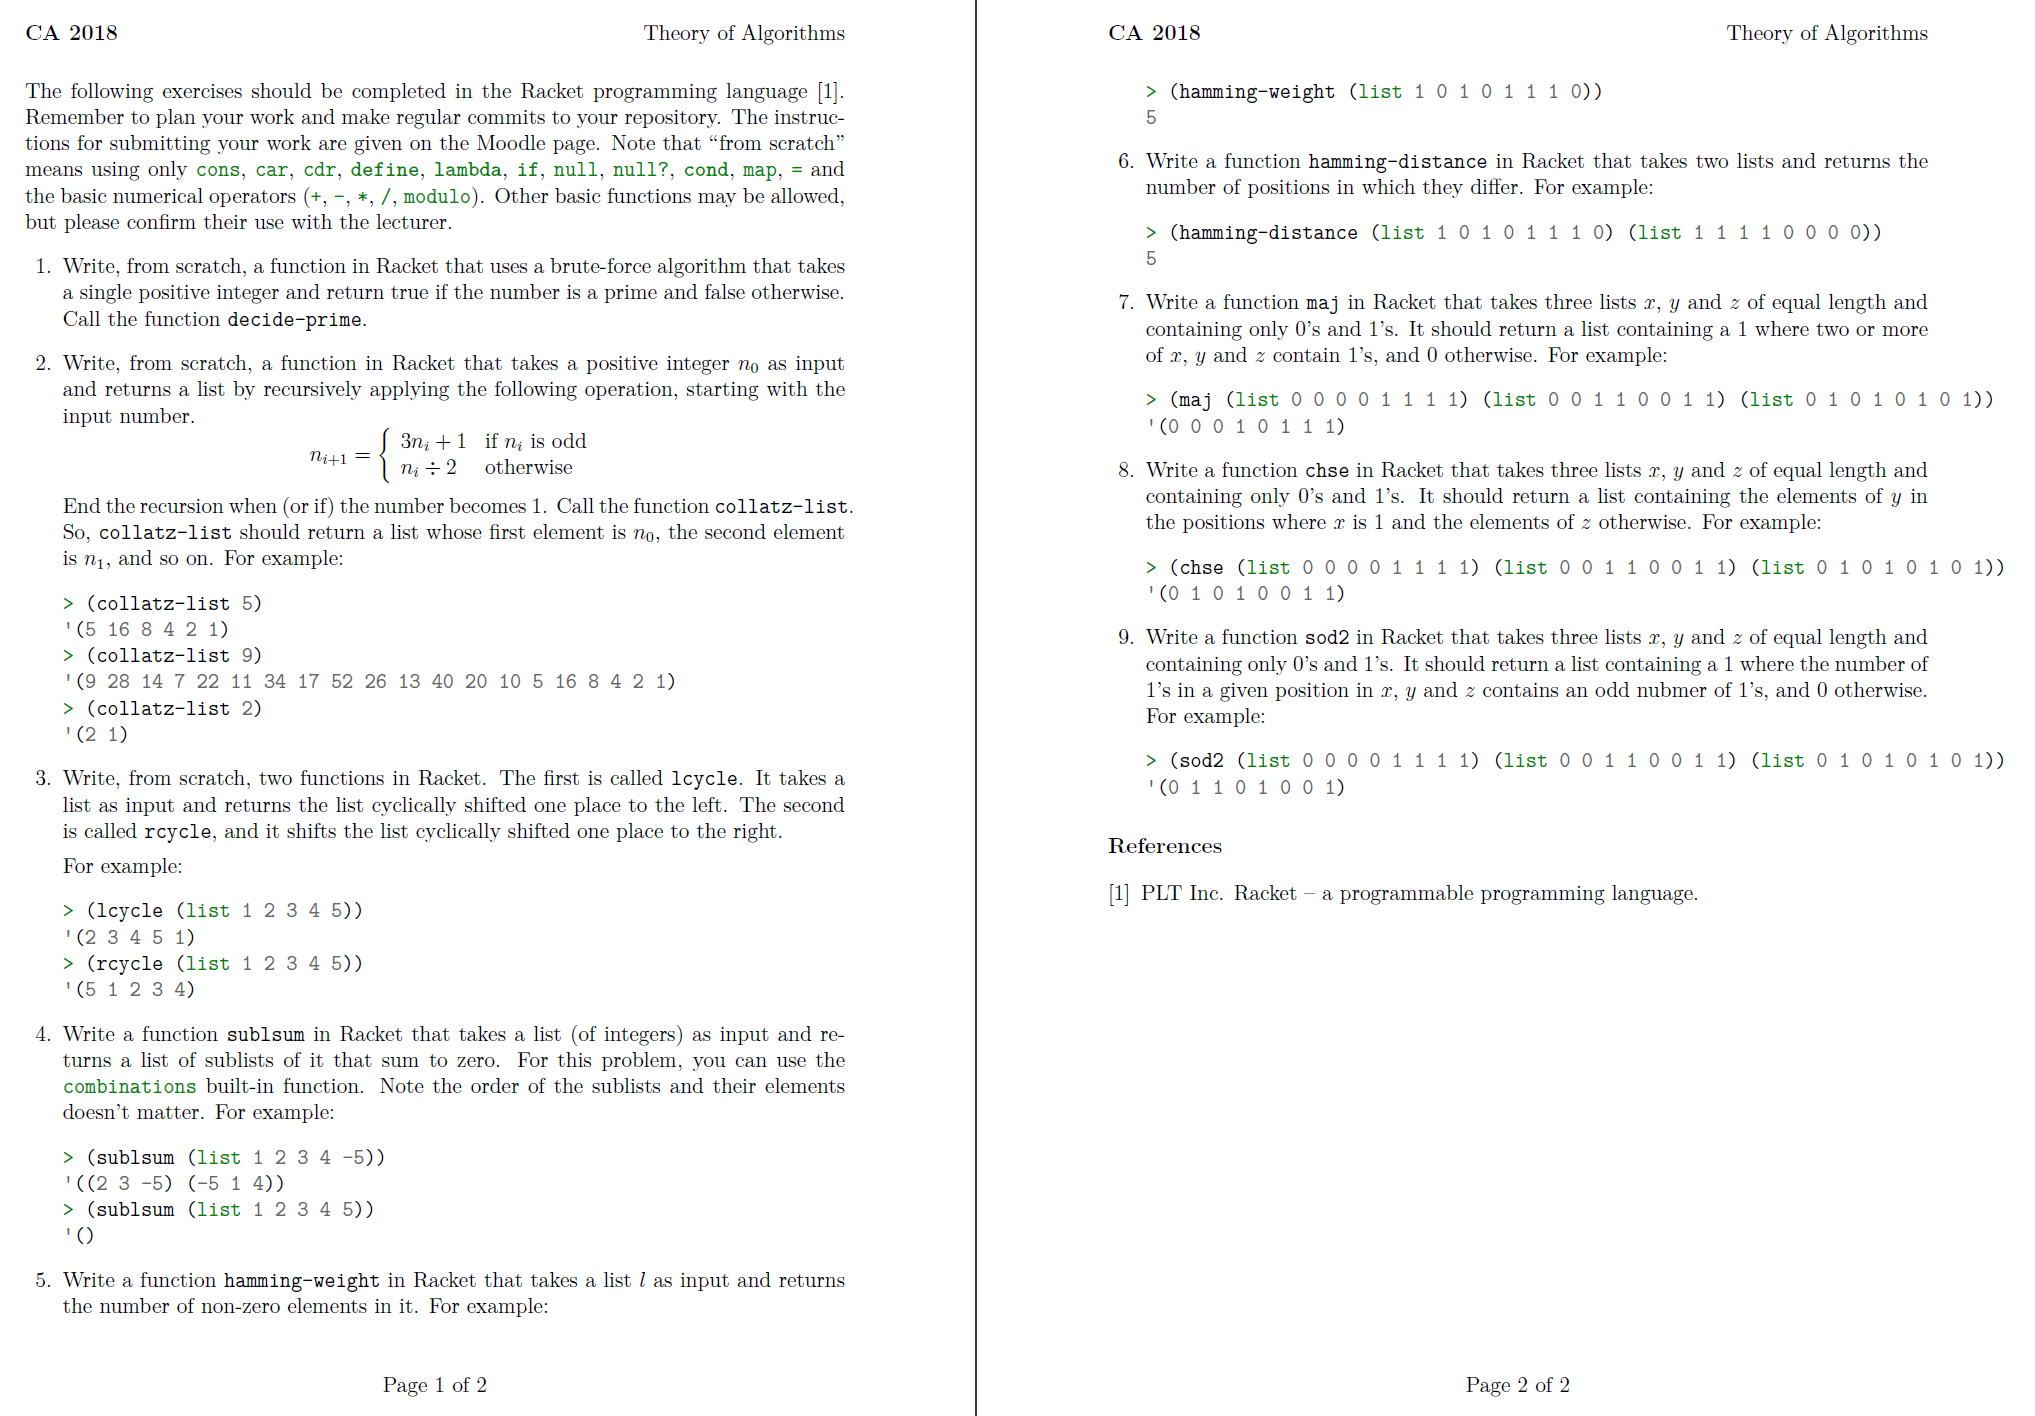 CA 2018 Theory of Algorithms
The following exercises should be completed in the Racket programming language [1].
Remember to plan your work and make regular commits to your repository. The instruc-
tions for submitting your work are given on the Moodle page. Note that “from scratch”
means using only cons, car, cdr, define, lambda, if, null, null?, cond, map, = and
the basic numerical operators (+, -, *, /, modulo). Other basic functions may be allowed,
but please confirm their use with the lecturer.
1. Write, from scratch, a function in Racket that uses a brute-force algorithm that takes
a single positive integer and return true if the number is a prime and false otherwise.
Call the function decide-prime.
2. Write, from scratch, a function in Racket that takes a positive integer n₀ as input
and returns a list by recursively applying the following operation, starting with the
input number.
nᵢ₊₁ = { 3nᵢ + 1 if nᵢ is odd
nᵢ ÷ 2 otherwise
End the recursion when (or if) the number becomes 1. Call the function collatz-list.
So, collatz-list should return a list whose first element is n₀, the second element
is n₁, and so on. For example:
> (collatz-list 5)
'(5 16 8 4 2 1)
> (collatz-list 9)
'(9 28 14 7 22 11 34 17 52 26 13 40 20 10 5 16 8 4 2 1)
> (collatz-list 2)
'(2 1)
3. Write, from scratch, two functions in Racket. The first is called lcycle. It takes a
list as input and returns the list cyclically shifted one place to the left. The second
is called rcycle, and it shifts the list cyclically shifted one place to the right.
For example:
> (lcycle (list 1 2 3 4 5))
'(2 3 4 5 1)
> (rcycle (list 1 2 3 4 5))
'(5 1 2 3 4)
4. Write a function sublsum in Racket that takes a list (of integers) as input and re-
turns a list of sublists of it that sum to zero. For this problem, you can use the
combinations built-in function. Note the order of the sublists and their elements
doesn't matter. For example:
> (sublsum (list 1 2 3 4 -5))
'((2 3 -5) (-5 1 4))
> (sublsum (list 1 2 3 4 5))
'()
5. Write a function hamming-weight in Racket that takes a list l as input and returns
the number of non-zero elements in it. For example:
Page 1 of 2
CA 2018 Theory of Algorithms
> (hamming-weight (list 1 0 1 0 1 1 1 0))
5
6. Write a function hamming-distance in Racket that takes two lists and returns the
number of positions in which they differ. For example:
> (hamming-distance (list 1 0 1 0 1 1 1 0) (list 1 1 1 1 0 0 0 0))
5
7. Write a function maj in Racket that takes three lists x, y and z of equal length and
containing only 0's and 1's. It should return a list containing a 1 where two or more
of x, y and z contain 1's, and 0 otherwise. For example:
> (maj (list 0 0 0 0 1 1 1 1) (list 0 0 1 1 0 0 1 1) (list 0 1 0 1 0 1 0 1))
'(0 0 0 1 0 1 1 1)
8. Write a function chse in Racket that takes three lists x, y and z of equal length and
containing only 0's and 1's. It should return a list containing the elements of y in
the positions where x is 1 and the elements of z otherwise. For example:
> (chse (list 0 0 0 0 1 1 1 1) (list 0 0 1 1 0 0 1 1) (list 0 1 0 1 0 1 0 1))
'(0 1 0 1 0 0 1 1)
9. Write a function sod2 in Racket that takes three lists x, y and z of equal length and
containing only 0's and 1's. It should return a list containing a 1 where the number of
1's in a given position in x, y and z contains an odd nubmer of 1's, and 0 otherwise.
For example:
> (sod2 (list 0 0 0 0 1 1 1 1) (list 0 0 1 1 0 0 1 1) (list 0 1 0 1 0 1 0 1))
'(0 1 1 0 1 0 0 1)
References
[1] PLT Inc. Racket – a programmable programming language.
Page 2 of 2